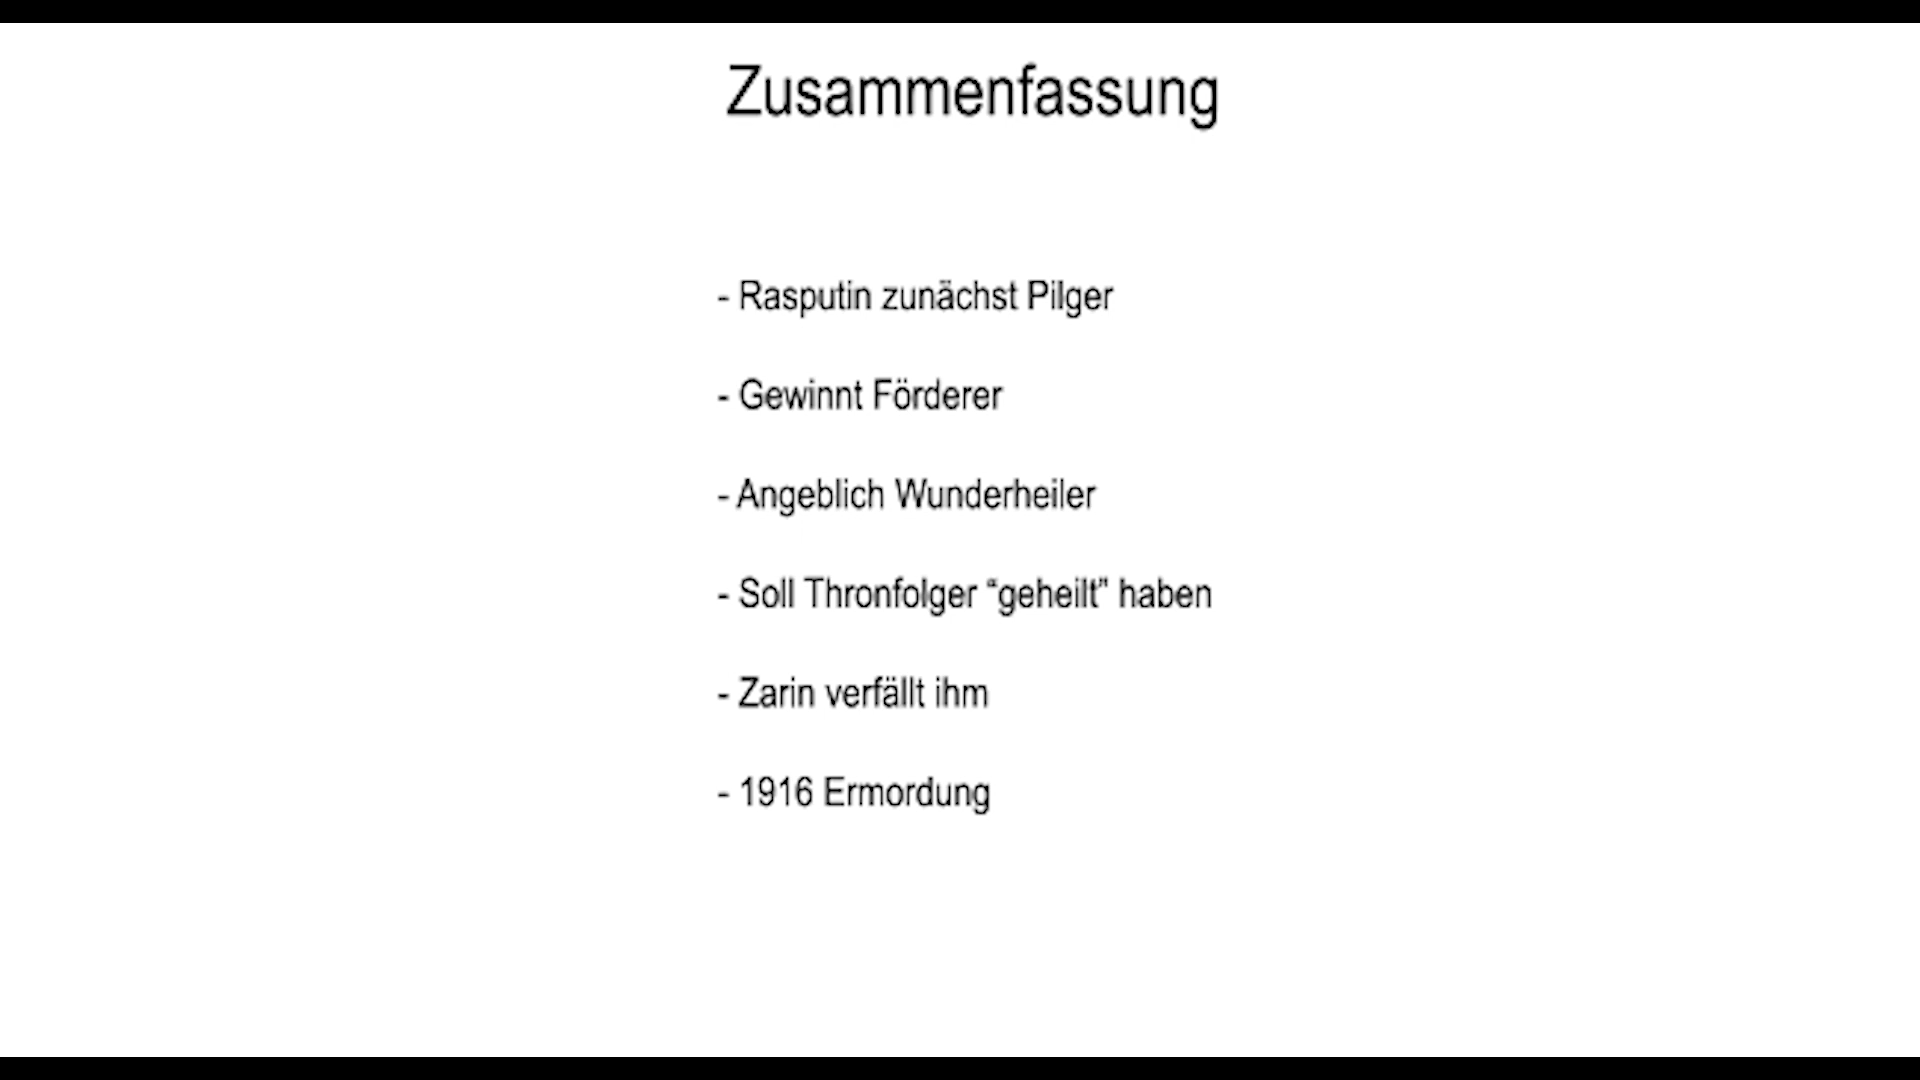 Zusammenfassung
- Rasputin zunächst Pilger
- Gewinnt Förderer
- Angeblich Wunderheiler
- Soll Thronfolger “geheilt” haben
- Zarin verfällt ihm
- 1916 Ermordung